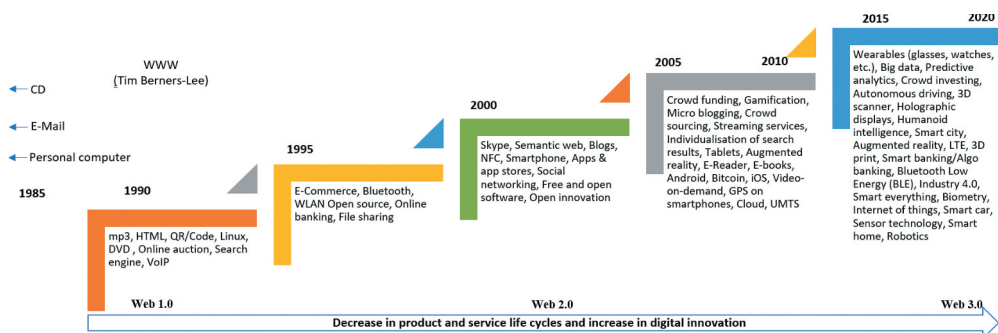 WWW
(Tim Berners-Lee)
CD
E-Mail
Personal computer
1985
1990
mp3, HTML, QR/Code, Linux,
DVD , Online auction, Search
engine, VoIP
1995
E-Commerce, Bluetooth,
WLAN Open source, Online
banking, File sharing
2000
Skype, Semantic web, Blogs,
NFC, Smartphone, Apps &
app stores, Social
networking, Free and open
software, Open innovation
2005 2010
Crowd funding, Gamification,
Micro blogging, Crowd
sourcing, Streaming services,
Individualisation of search
results, Tablets, Augmented
reality, E-Reader, E-books,
Android, Bitcoin, iOS, Video-
on-demand, GPS on
smartphones, Cloud, UMTS
2015 2020
Wearables (glasses, watches,
etc.), Big data, Predictive
analytics, Crowd investing,
Autonomous driving, 3D
scanner, Holographic
displays, Humanoid
intelligence, Smart city,
Augmented reality, LTE, 3D
print, Smart banking/Algo
banking, Bluetooth Low
Energy (BLE), Industry 4.0,
Smart everything, Biometry,
Internet of things, Smart car,
Sensor technology, Smart
home, Robotics
Web 1.0 Web 2.0 Web 3.0
Decrease in product and service life cycles and increase in digital innovation